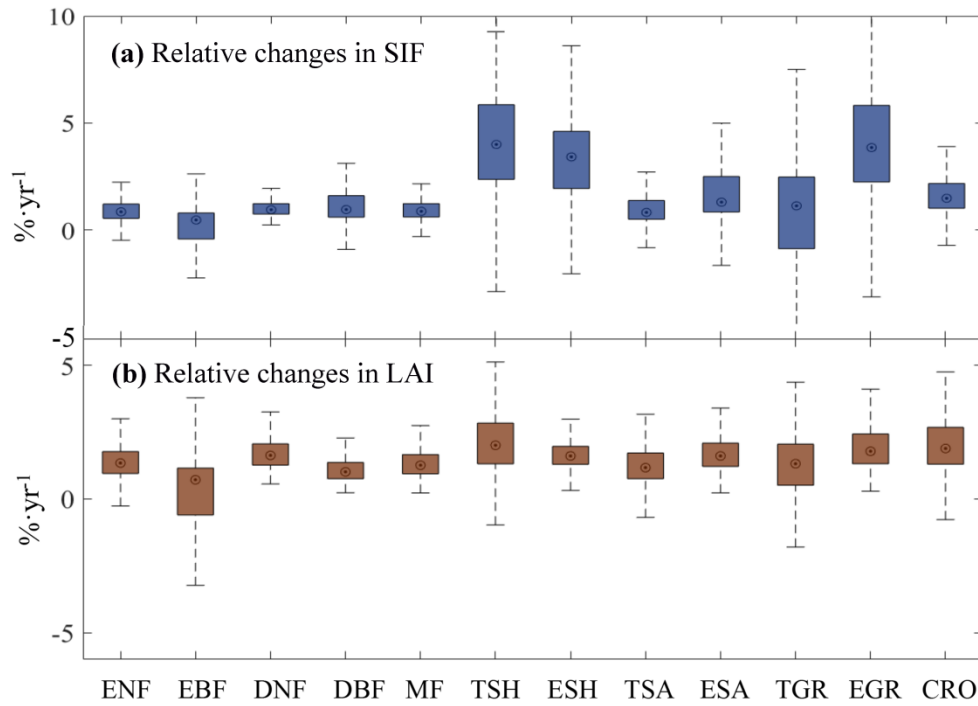 10
(a) Relative changes in SIF
5
%·yr-1
0
-5
(b) Relative changes in LAI
5
%·yr-1
0
-5
ENF EBF DNF DBF MF TSH ESH TSA ESA TGR EGR CRO